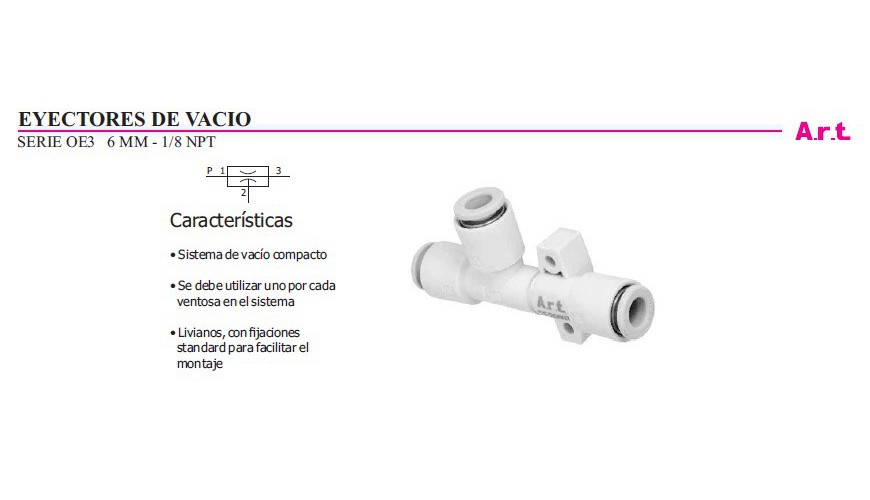 EYECTORES DE VACIO
SERIE OE3 6 MM - 1/8 NPT
A.r.t.
P 1 3
2
Características
• Sistema de vacío compacto
• Se debe utilizar uno por cada
ventosa en el sistema
• Livianos, con fijaciones
standard para facilitar el
montaje
A.r.t.